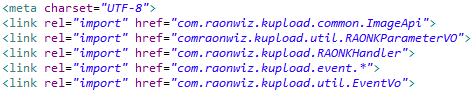 <meta charset="UTF-8">
<link rel="import" href="com.raonwiz.kupload.common.ImageApi">
<link rel="import" href="comraonwiz.kupload.util.RAONKParameterVO">
<link rel="import" href="com.raonwiz.kupload.RAONKHandler">
<link rel="import" href="com.raonwiz.kupload.event.*">
<link rel="import" href="com.raonwiz.kupload.util.EventVo">